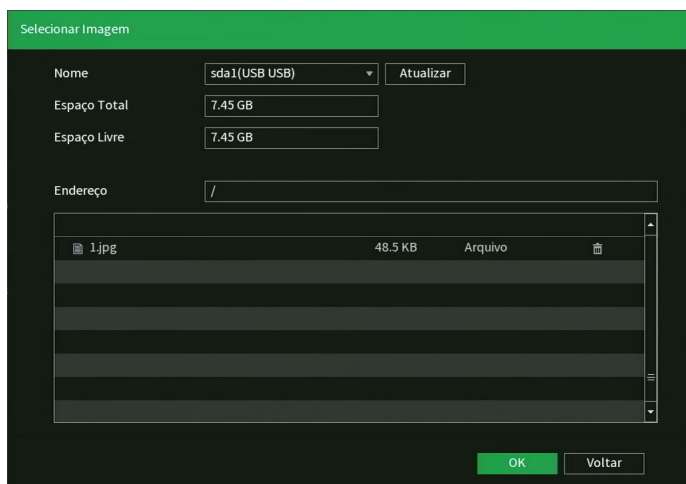 Selecionar Imagem
Nome sda1(USB USB) Atualizar
Espaço Total 7.45 GB
Espaço Livre 7.45 GB
Endereço /
1.jpg 48.5 KB Arquivo
OK Voltar